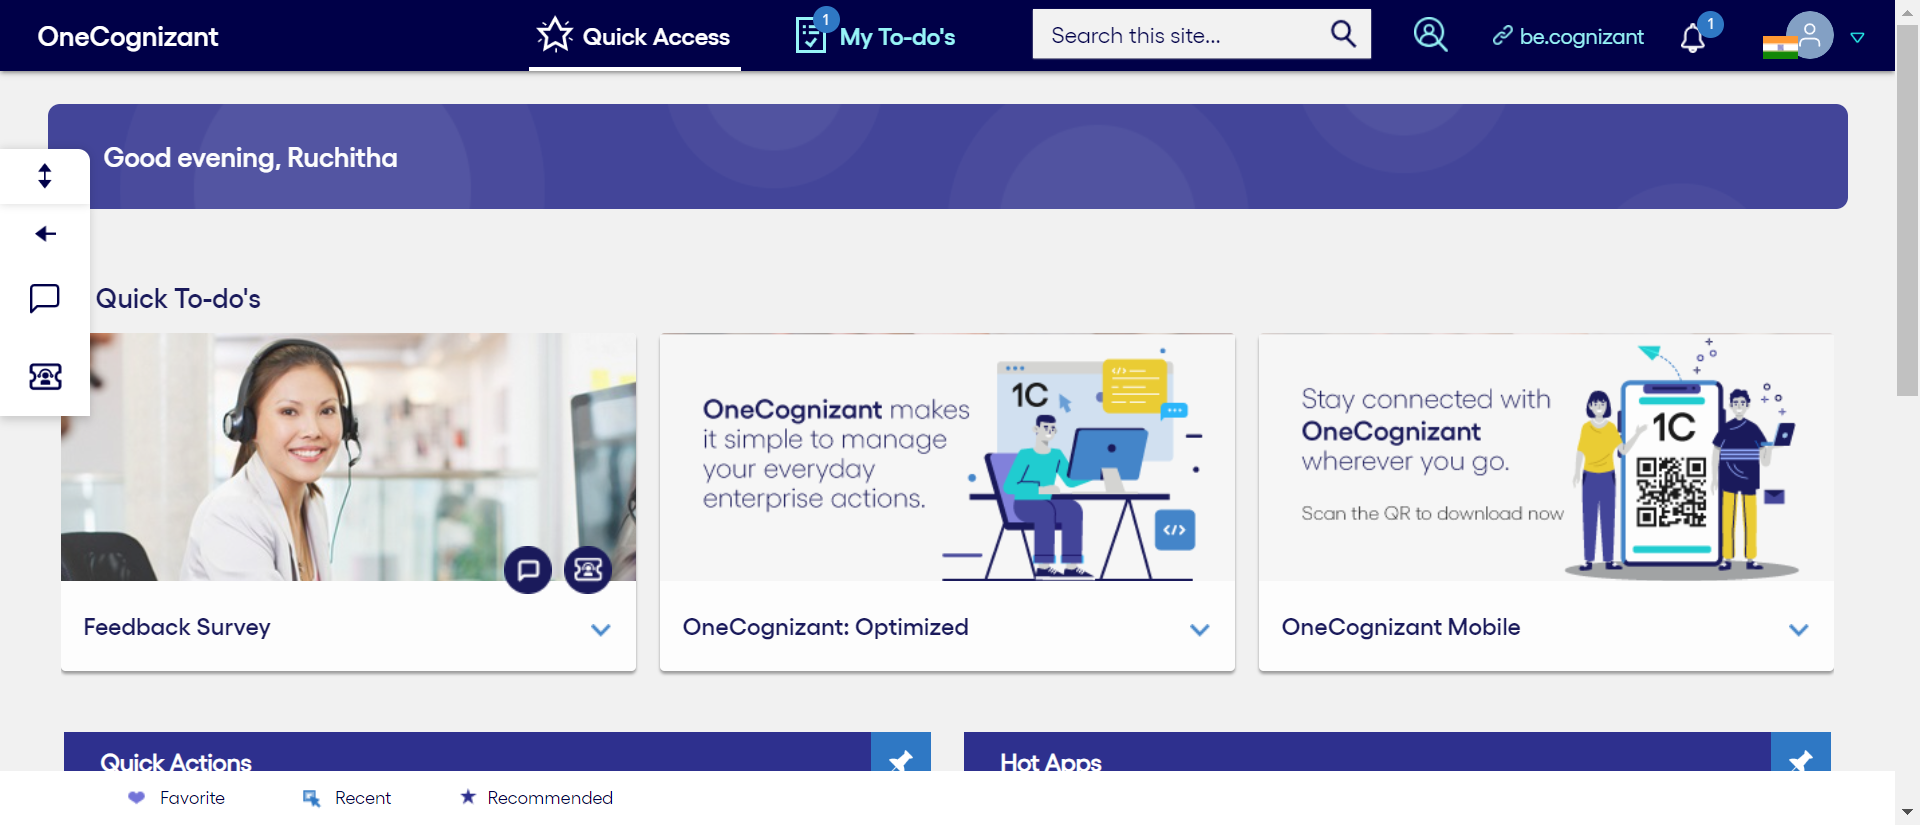 OneCognizant
Quick Access
1
My To-do's
Search this site...
be.cognizant
1
Good evening, Ruchitha
Quick To-do's
OneCognizant makes
it simple to manage
your everyday
enterprise actions.
1C
</>
</>
Stay connected with
OneCognizant
wherever you go.
Scan the QR to download now
1C
Feedback Survey
OneCognizant: Optimized
OneCognizant Mobile
Quick Actions
Hot Apps
Favorite
Recent
Recommended